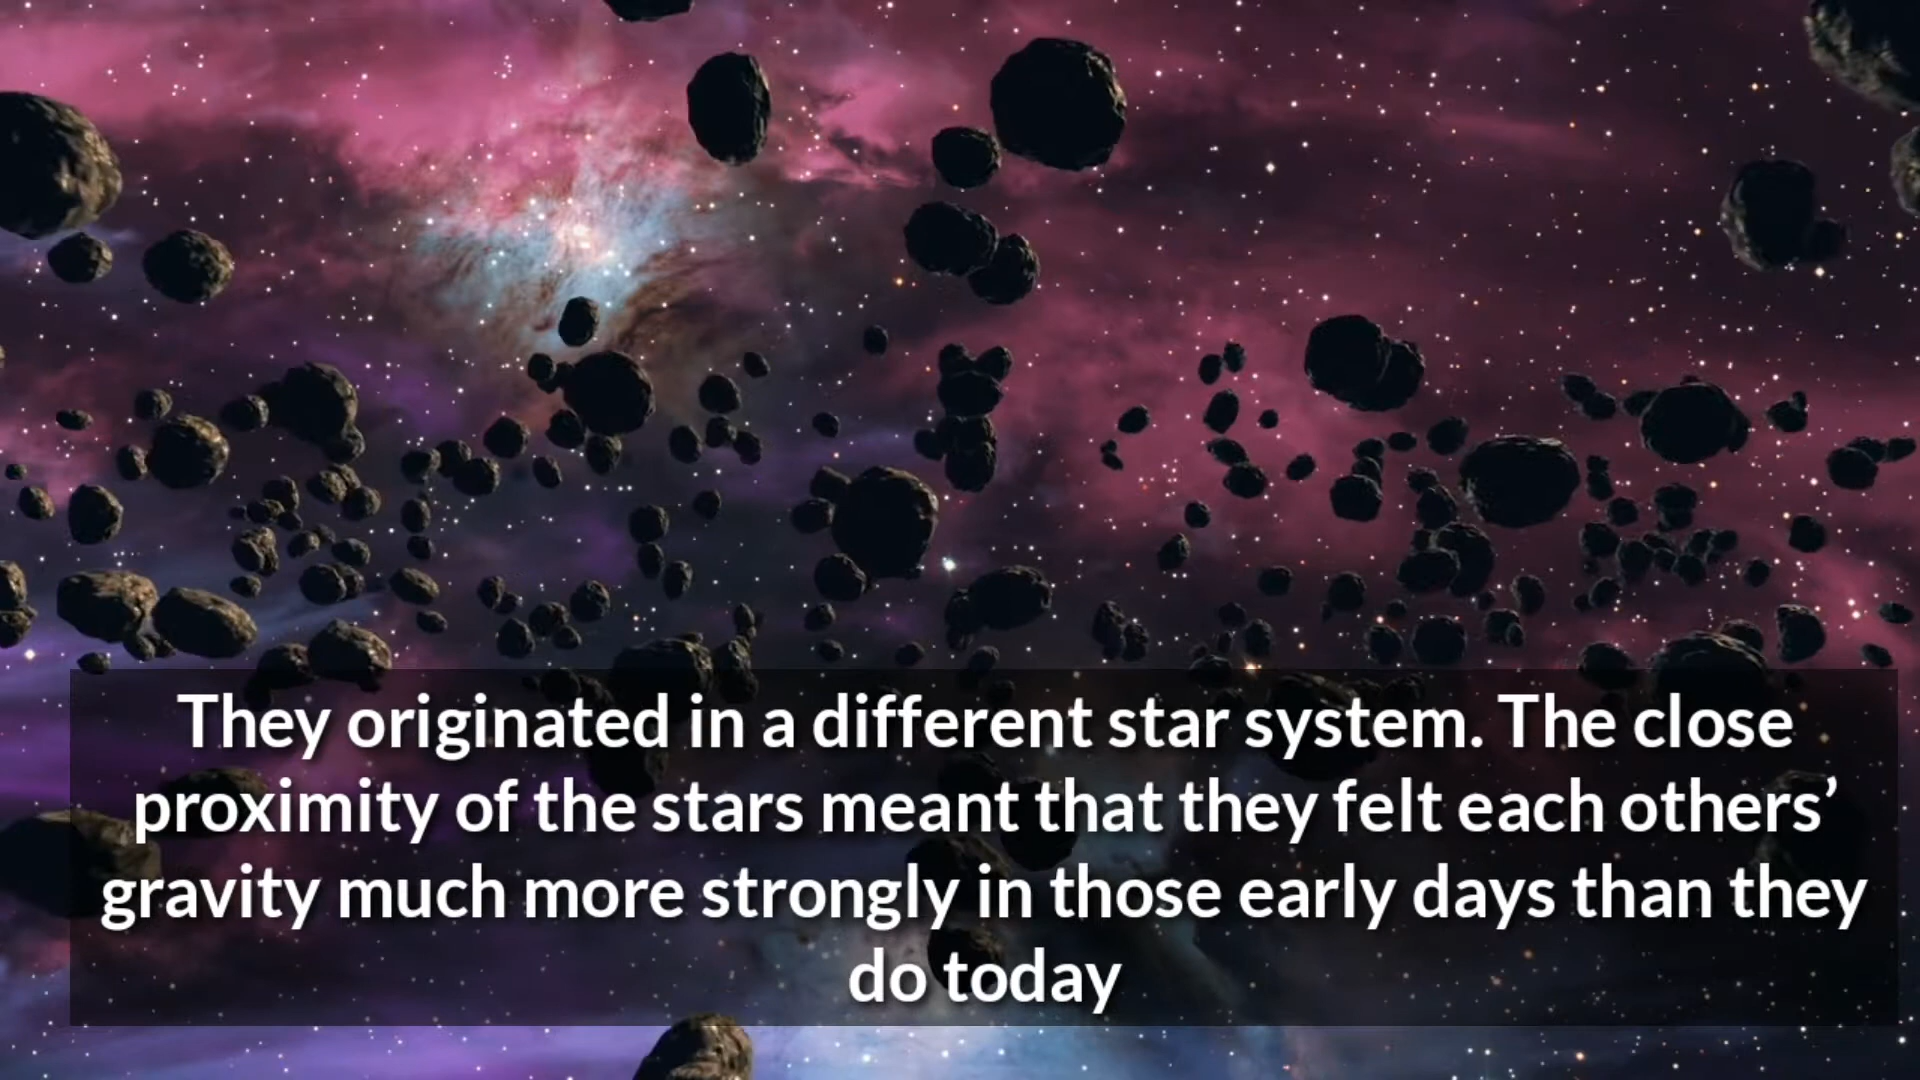 They originated in a different star system. The close
proximity of the stars meant that they felt each others’
gravity much more strongly in those early days than they
do today